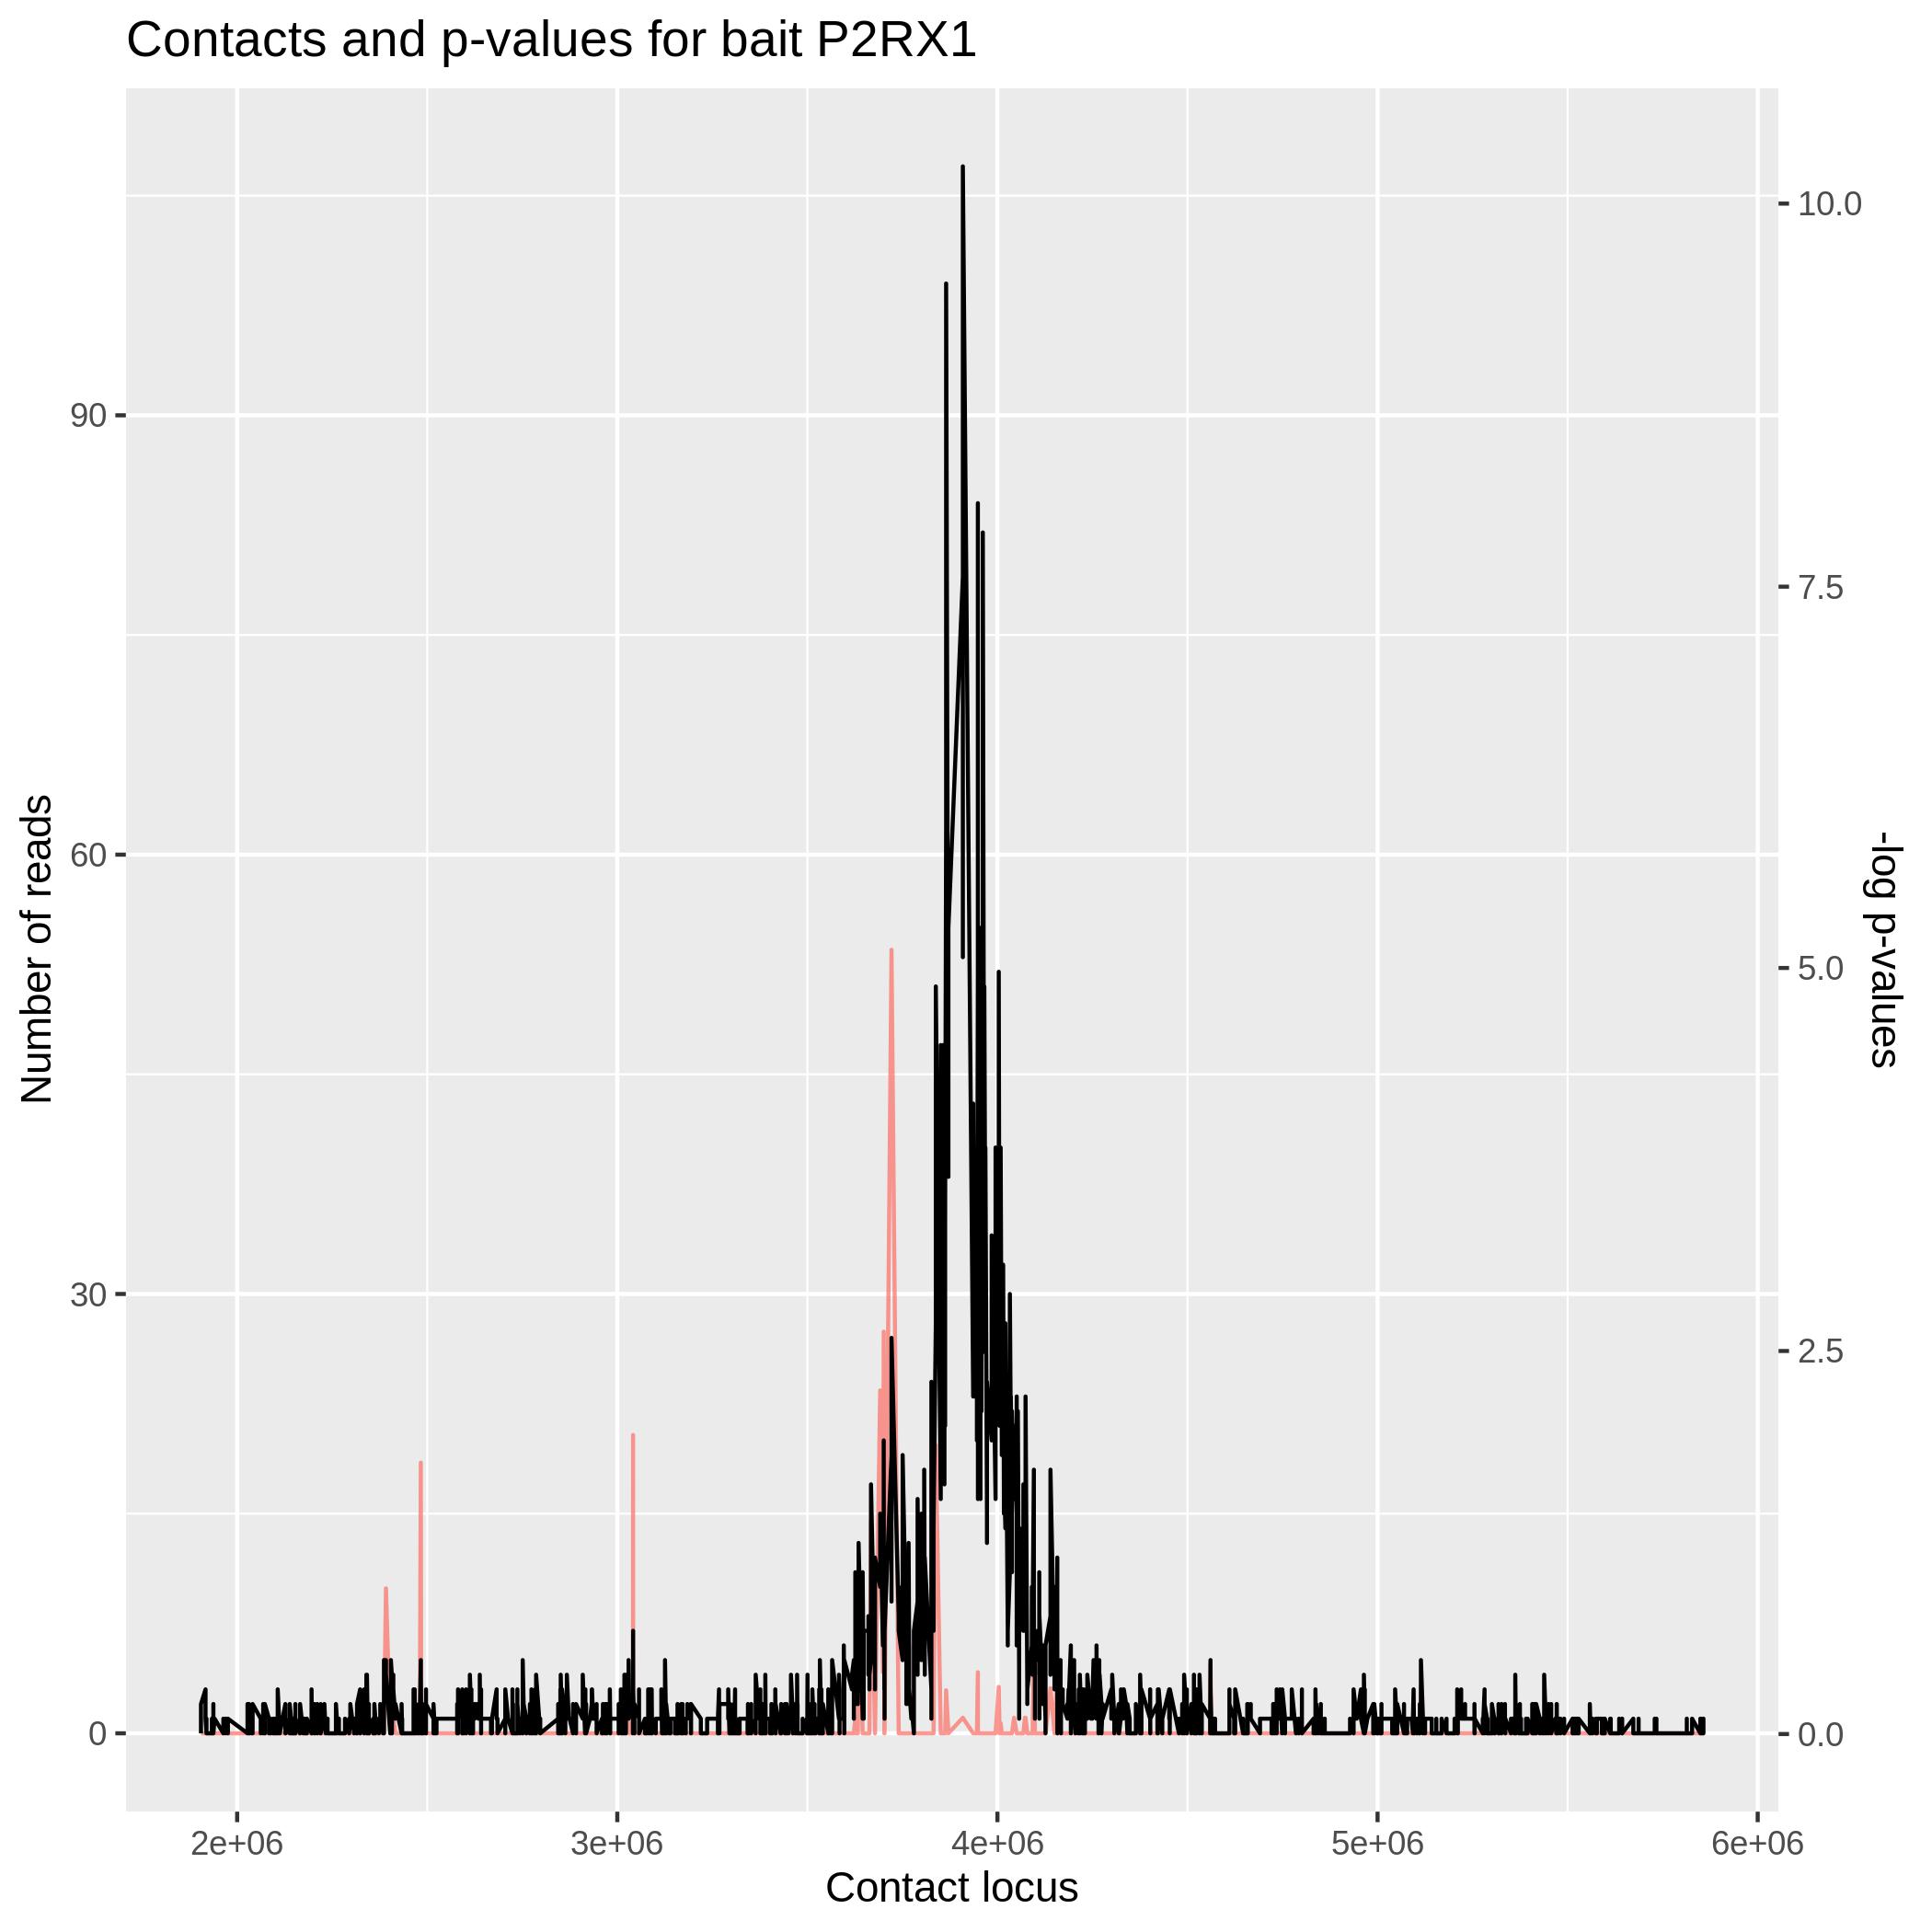 Contacts and p-values for bait P2RX1
Number of reads
90
60
30
0
10.0
7.5
5.0
2.5
0.0
-log p-values
2e+06
3e+06
4e+06
5e+06
6e+06
Contact locus